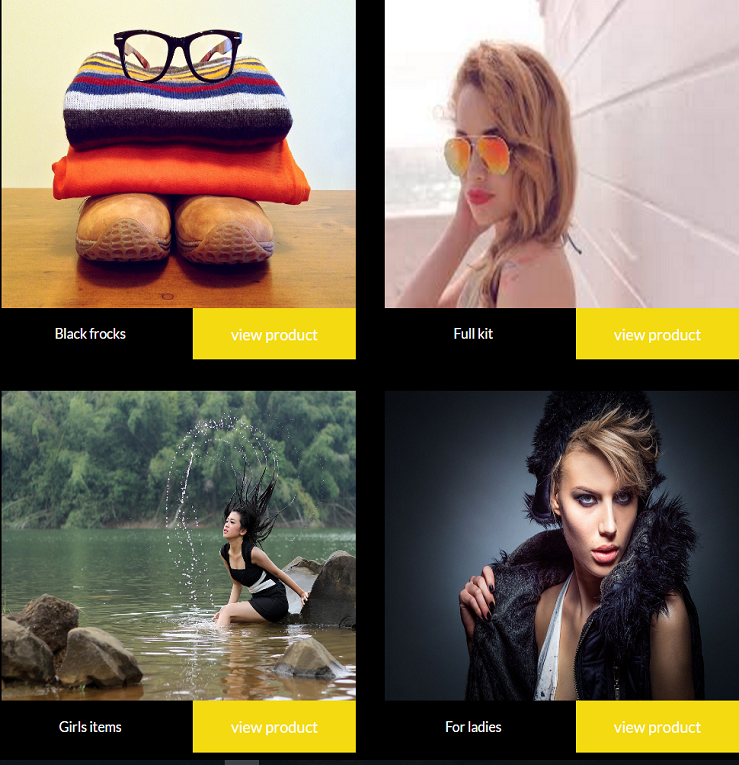 Black frocks
view product
Full kit
view product
Girls items
view product
For ladies
view product